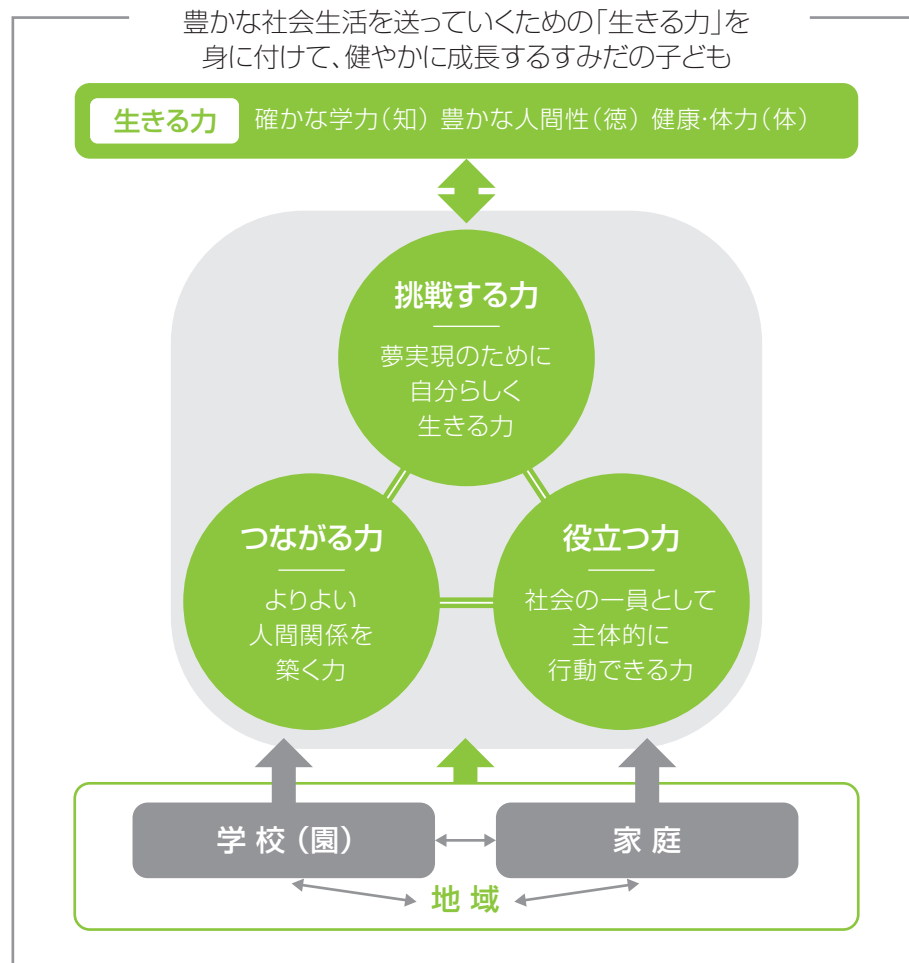 豊かな社会生活を送っていくための「生きる力」を
身に付けて、健やかに成長するすみだの子ども
生きる力 確かな学力(知) 豊かな人間性(徳) 健康・体力(体)
挑戦する力
夢実現のために
自分らしく
生きる力
つながる力
よりよい
人間関係を
築く力
役立つ力
社会の一員として
主体的に
行動できる力
学校(園)
家庭
地域